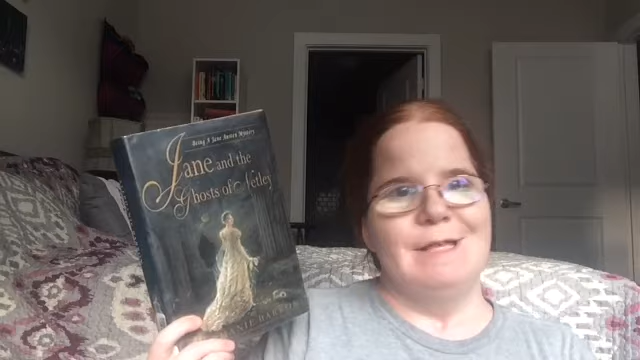 Being A Jane Austen Mystery
Jane and the
Ghosts of Netley